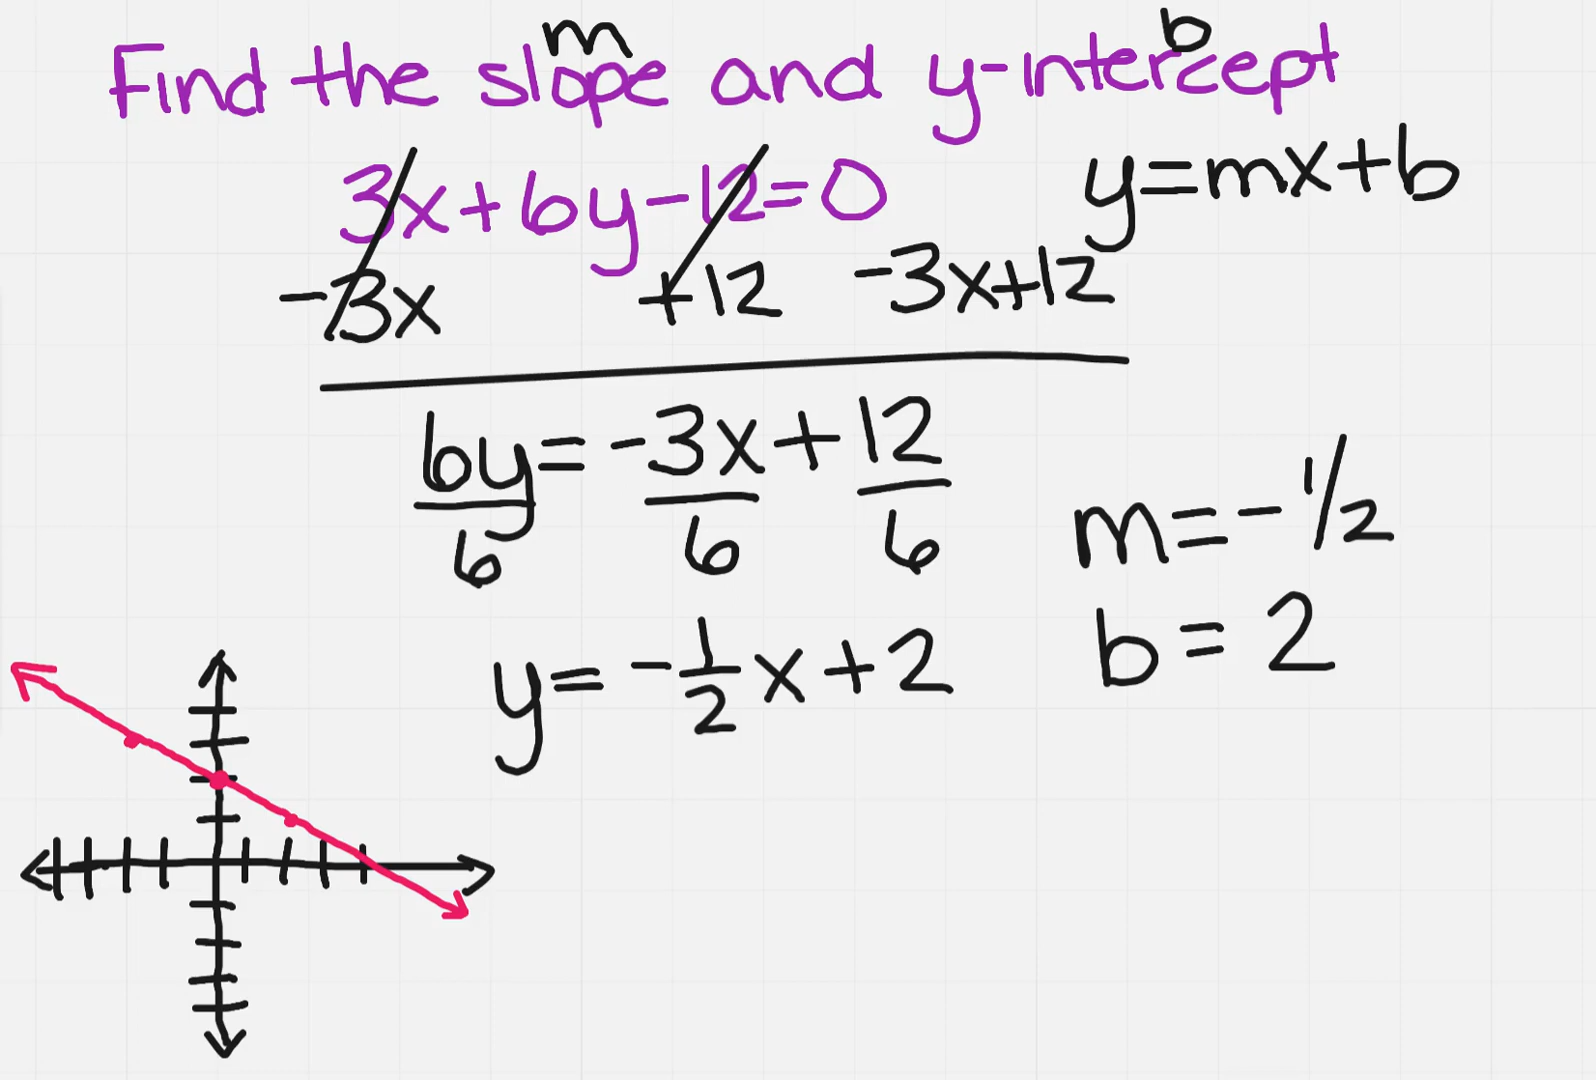 m b
Find the slope and y-intercept
3x+6y-12=0 y=mx+b
-3x +12 -3x+12
6y = -3x + 12
6 6 6
m = - 1/2
y = - 1/2 x + 2
b = 2